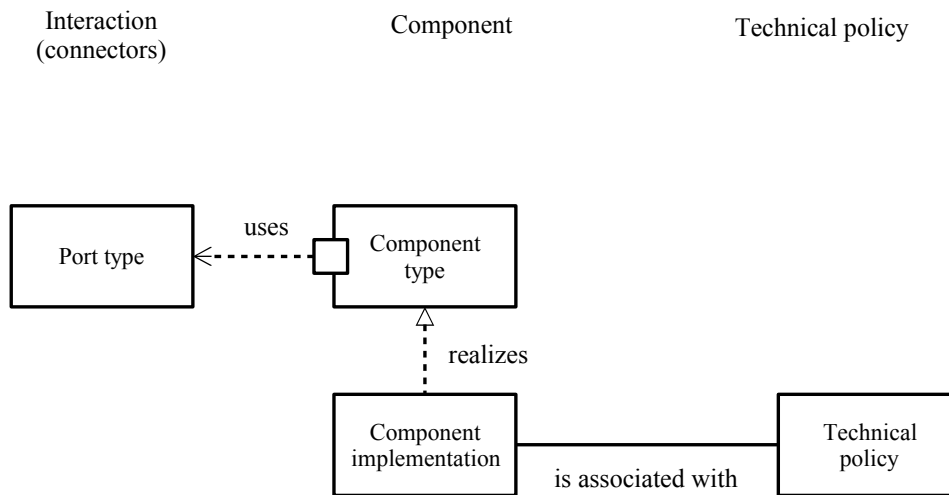 Interaction
(connectors)
Component
Technical policy
Port type
uses
Component
type
realizes
Component
implementation
is associated with
Technical
policy